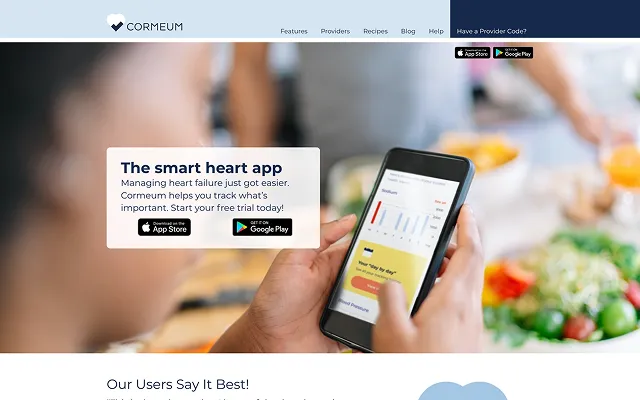 CORMEUM
Features Providers Recipes Blog Help Have a Provider Code?
Download on the
App Store
GET IT ON
Google Play
The smart heart app
Managing heart failure just got easier.
Cormeum helps you track what's
important. Start your free trial today!
Download on the
App Store
GET IT ON
Google Play
Sodium
Your "day by day"
Blood Pressure
Our Users Say It Best!